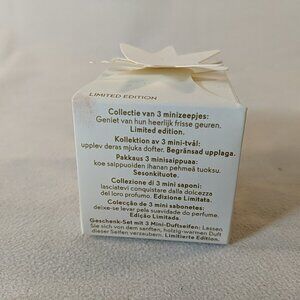 LIMITED EDITION
Collectie van 3 minizeepjes:
Geniet van hun heerlijk frisse geuren.
Limited edition.
Kollektion av 3 mini-tvål:
upplev deras mjuka dofter. Begränsad upplaga.
Pakkaus 3 minisaippuaa:
koe saippuoiden ihanan pehmeä tuoksu.
Sesonkituote.
Collezione di 3 mini saponi:
lasciatevi conquistare dalla dolcezza
del loro profumo. Edizione Limitata.
Colecção de 3 mini sabonetes:
deixe-se levar pela suavidade do perfume.
Edição Limitada.
Geschenk-Set mit 3 Mini-Duftseifen: Lassen
Sie sich von dem sanften, holzig-warmen Duft
dieser Seifen verzaubern. Limitierte Edition.